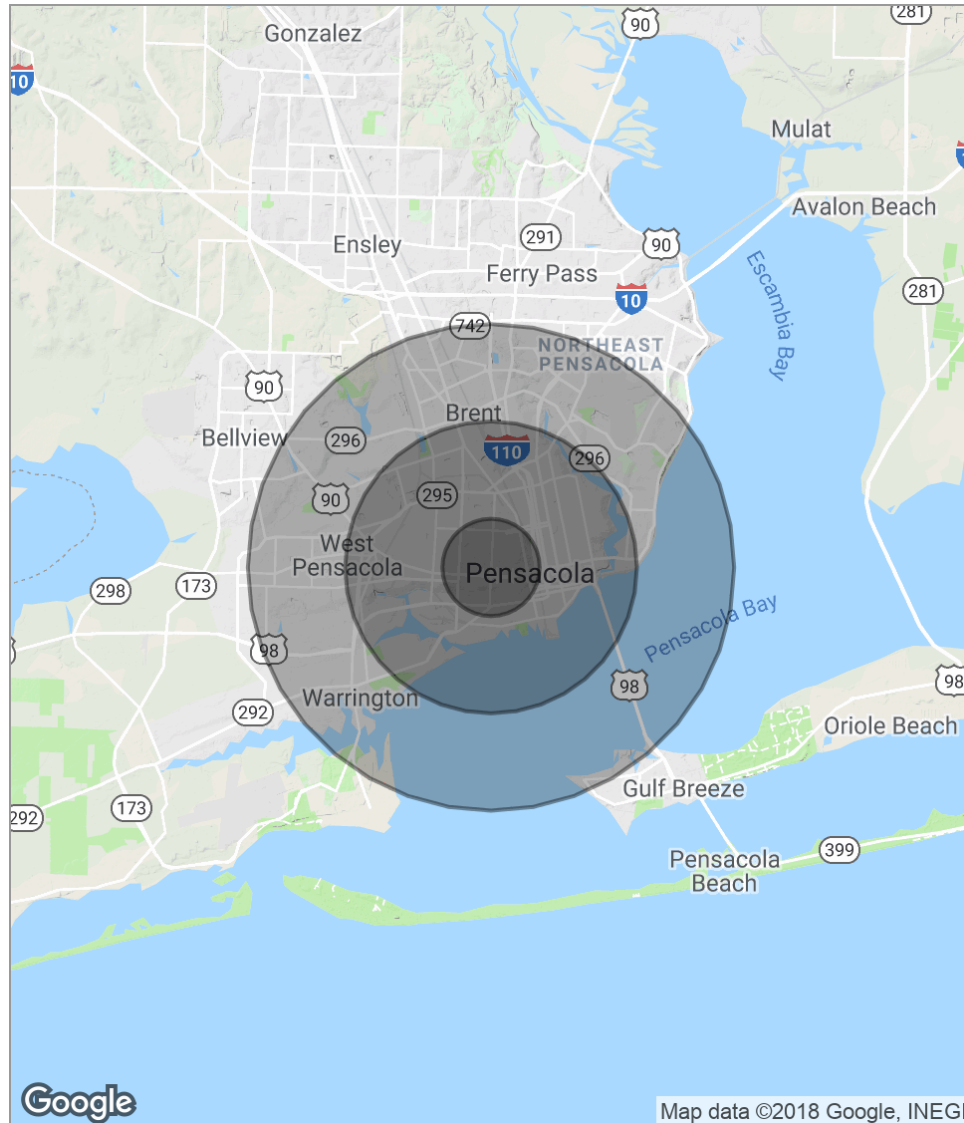 281
90
Gonzalez
10
Mulat
Avalon Beach
291
Ensley
90
Ferry Pass
Escambia Bay
10
281
742
NORTHEAST
PENSACOLA
90
Brent
Bellview
296
110
296
90
295
West
Pensacola
Pensacola
298
173
Pensacola Bay
98
98
98
Warrington
292
Oriole Beach
Gulf Breeze
173
292
399
Pensacola
Beach
Google
Map data ©2018 Google, INEGI